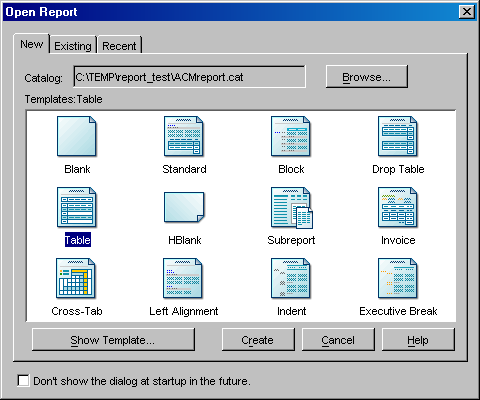 Open Report
New Existing Recent
Catalog: C:\TEMP\report_test\ACMreport.cat Browse...
Templates:Table
Blank Standard Block Drop Table
Table HBlank Subreport Invoice
Cross-Tab Left Alignment Indent Executive Break
Show Template... Create Cancel Help
Don't show the dialog at startup in the future.